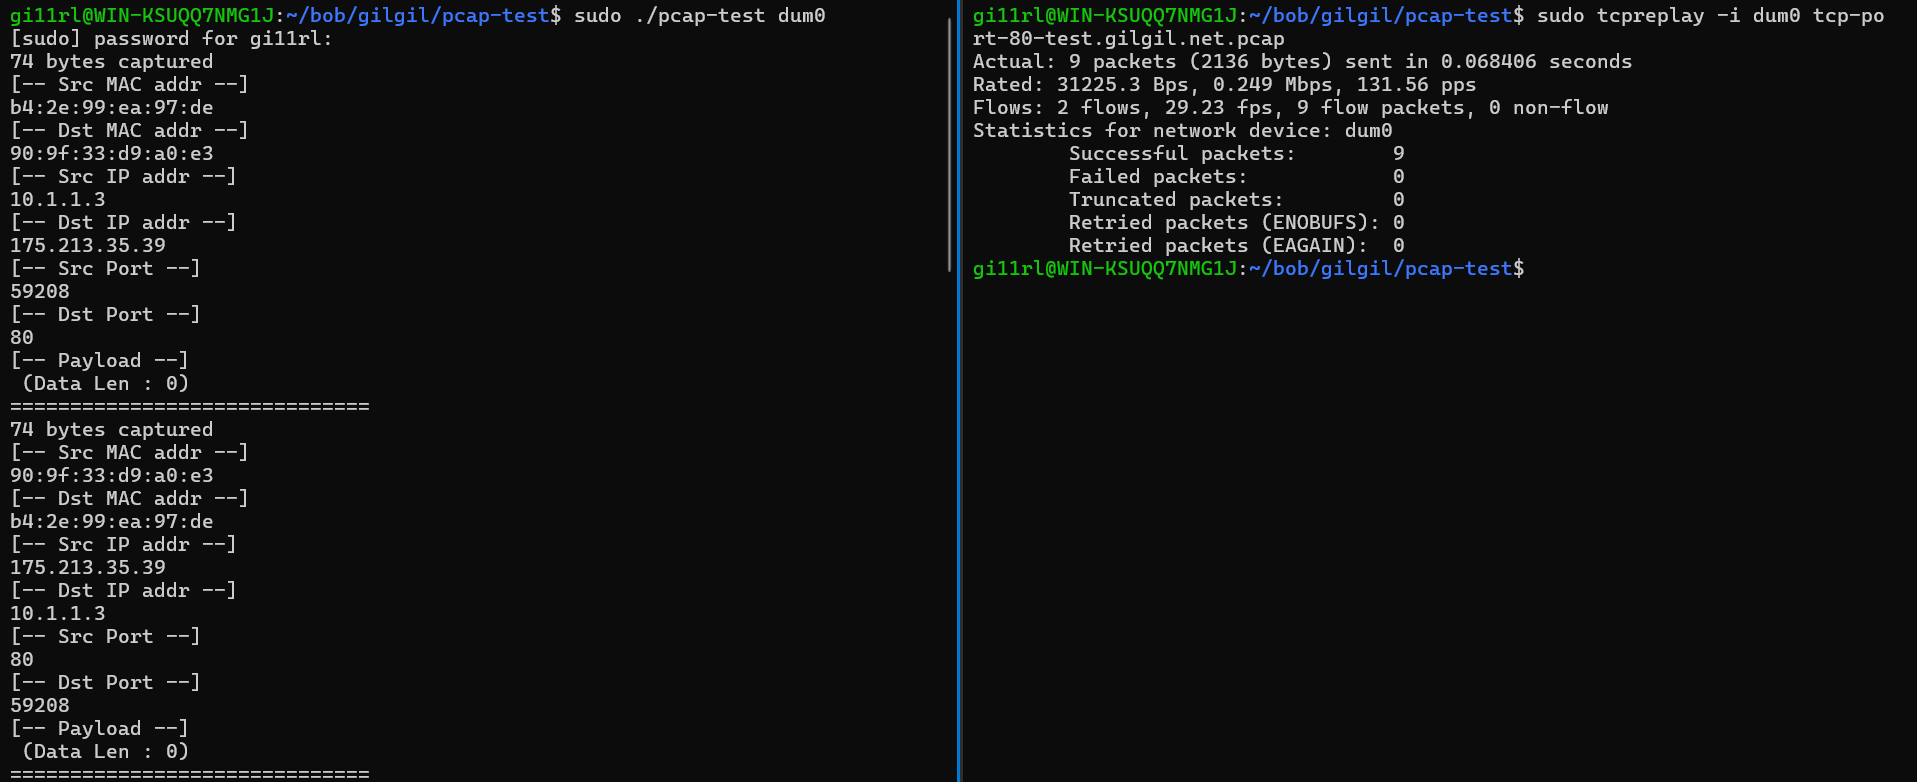 gi11rl@WIN-KSUQQ7NMG1J:~/bob/gilgil/pcap-test$ sudo ./pcap-test dum0
[sudo] password for gi11rl:
74 bytes captured
[-- Src MAC addr --]
b4:2e:99:ea:97:de
[-- Dst MAC addr --]
90:9f:33:d9:a0:e3
[-- Src IP addr --]
10.1.1.3
[-- Dst IP addr --]
175.213.35.39
[-- Src Port --]
59208
[-- Dst Port --]
80
[-- Payload --]
 (Data Len : 0)
==============================
74 bytes captured
[-- Src MAC addr --]
90:9f:33:d9:a0:e3
[-- Dst MAC addr --]
b4:2e:99:ea:97:de
[-- Src IP addr --]
175.213.35.39
[-- Dst IP addr --]
10.1.1.3
[-- Src Port --]
80
[-- Dst Port --]
59208
[-- Payload --]
 (Data Len : 0)
==============================
gi11rl@WIN-KSUQQ7NMG1J:~/bob/gilgil/pcap-test$ sudo tcpreplay -i dum0 tcp-po
rt-80-test.gilgil.net.pcap
Actual: 9 packets (2136 bytes) sent in 0.068406 seconds
Rated: 31225.3 Bps, 0.249 Mbps, 131.56 pps
Flows: 2 flows, 29.23 fps, 9 flow packets, 0 non-flow
Statistics for network device: dum0
        Successful packets:        9
        Failed packets:            0
        Truncated packets:         0
        Retried packets (ENOBUFS): 0
        Retried packets (EAGAIN):  0
gi11rl@WIN-KSUQQ7NMG1J:~/bob/gilgil/pcap-test$